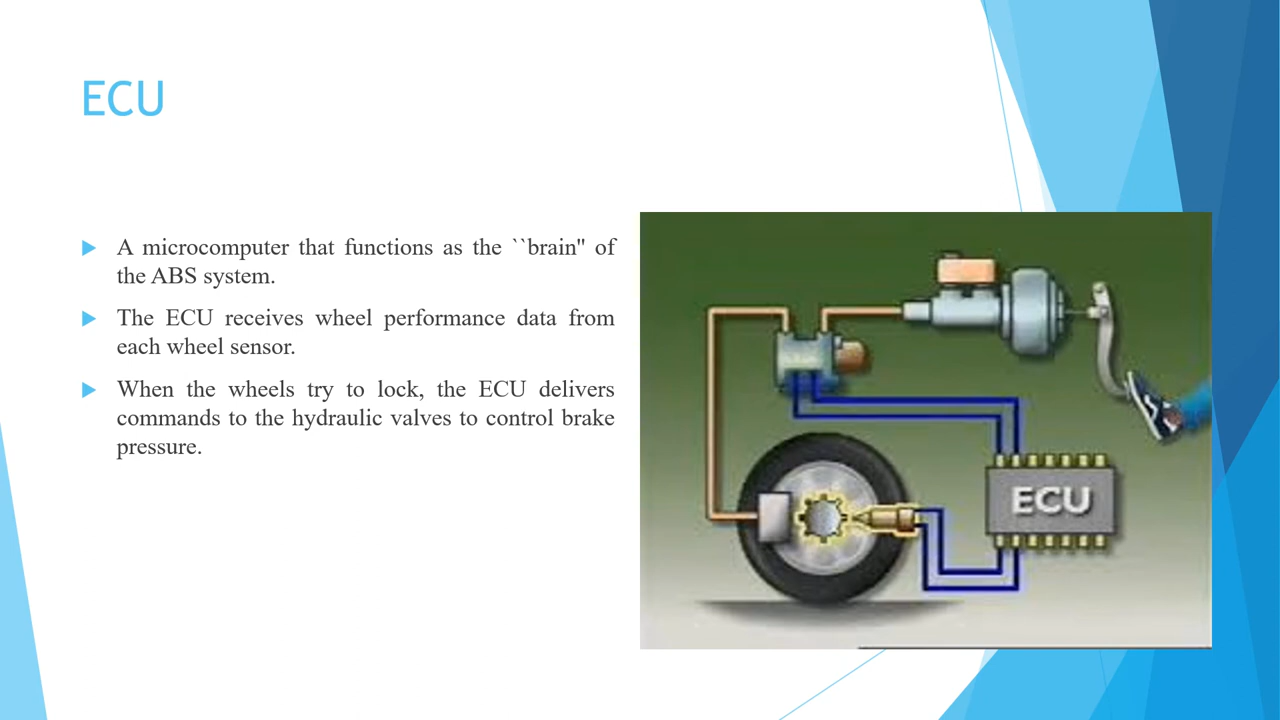 ECU
A microcomputer that functions as the ``brain" of
the ABS system.
The ECU receives wheel performance data from
each wheel sensor.
When the wheels try to lock, the ECU delivers
commands to the hydraulic valves to control brake
pressure.
ECU